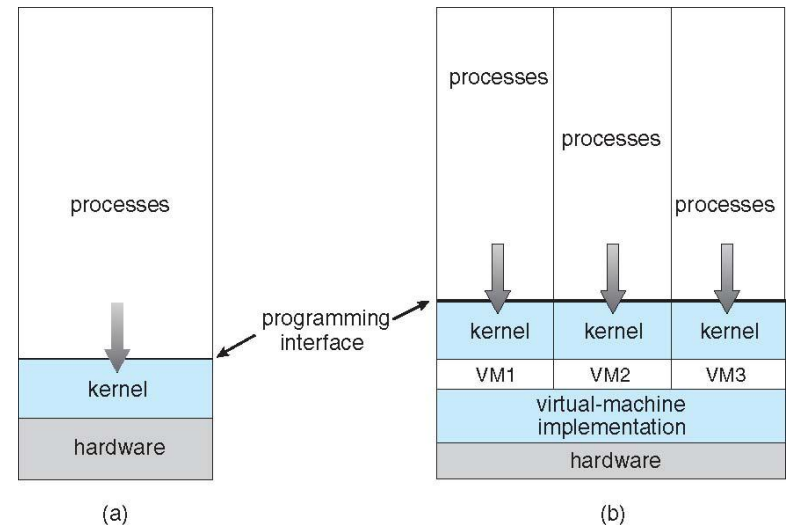 processes
kernel
hardware
(a)
programming
interface
processes
processes
processes
kernel
kernel
kernel
VM1
VM2
VM3
virtual-machine
implementation
hardware
(b)